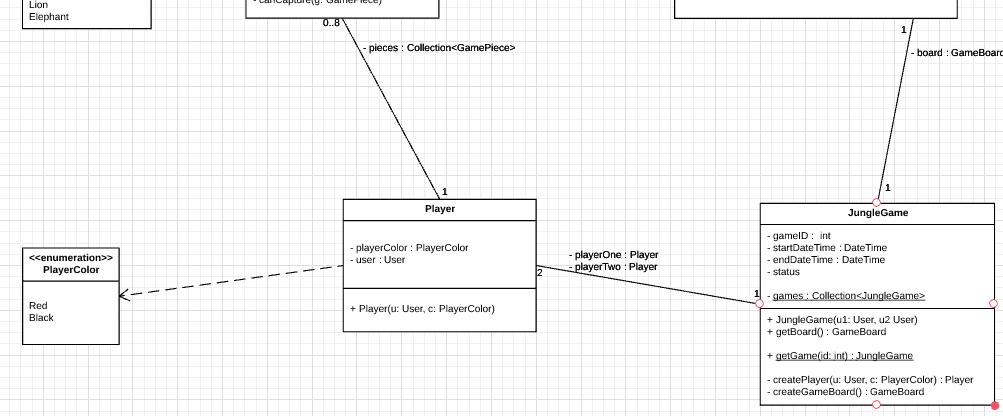 Lion
Elephant
- canCapture(g: GamePiece)
0..8
- pieces : Collection<GamePiece>
1
- board : GameBoard
1
1
Player
- playerColor : PlayerColor
- user : User
+ Player(u: User, c: PlayerColor)
<<enumeration>>
PlayerColor
Red
Black
2
- playerOne : Player
- playerTwo : Player
1
JungleGame
- gameID : int
- startDateTime : DateTime
- endDateTime : DateTime
- status
- games : Collection<JungleGame>
+ JungleGame(u1: User, u2 User)
+ getBoard() : GameBoard
+ getGame(id: int) : JungleGame
- createPlayer(u: User, c: PlayerColor) : Player
- createGameBoard() : GameBoard